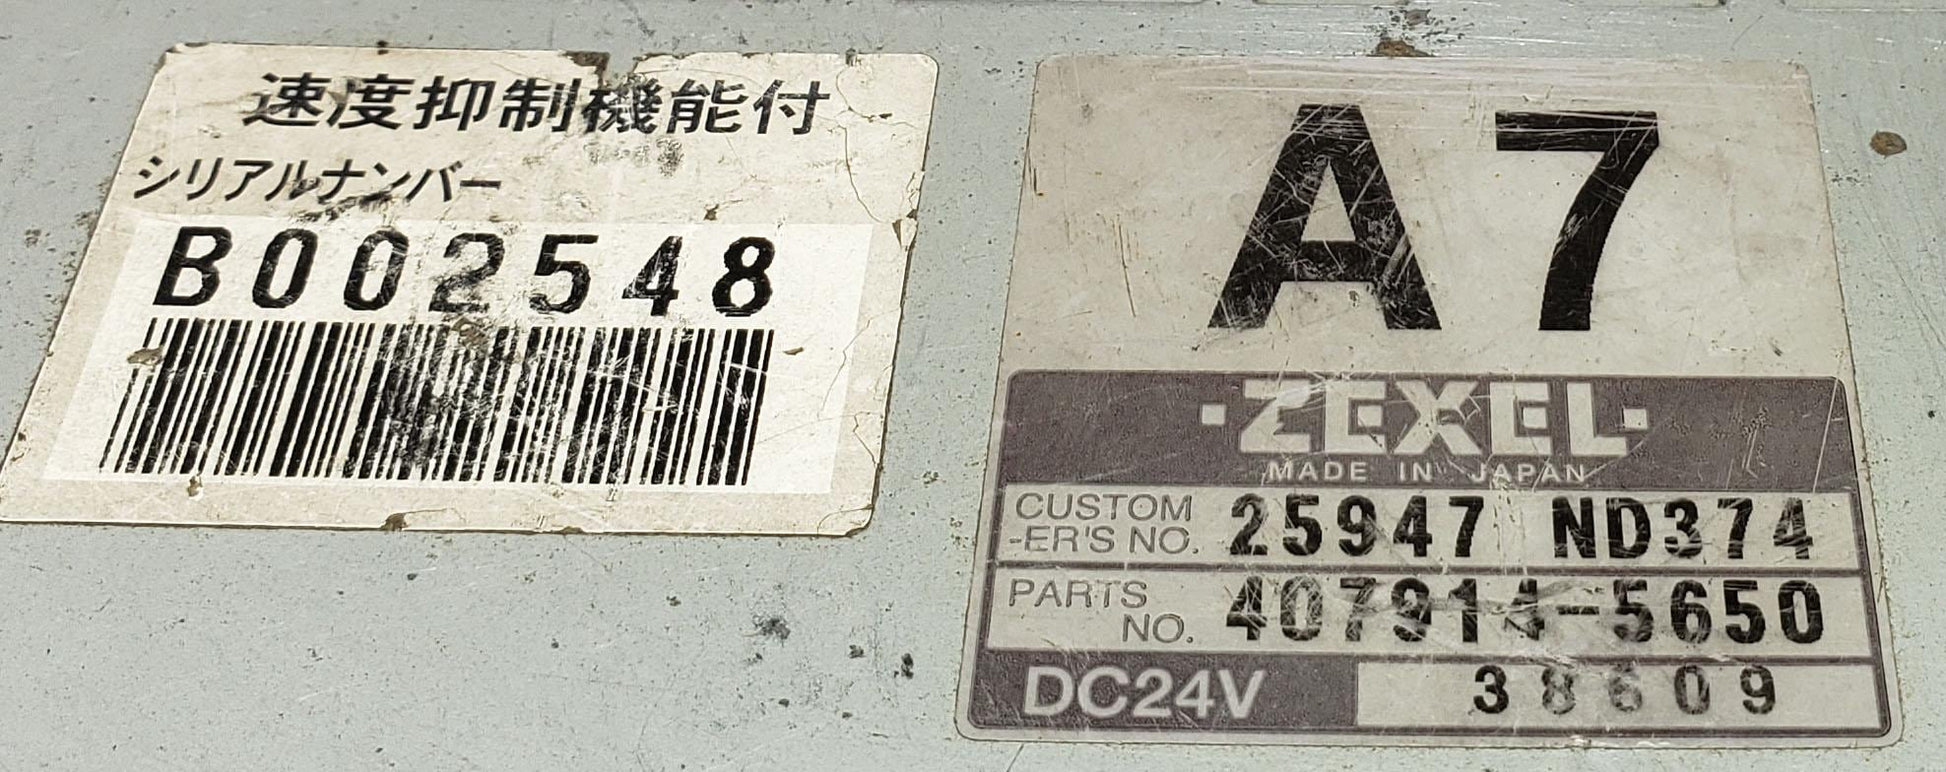 速度抑制機能付
シリアルナンバー
B002548
A7
·ZEXEL·
MADE IN JAPAN
CUSTOM
-ER'S NO. 25947 ND374
PARTS
NO. 407914-5650
DC24V 38609